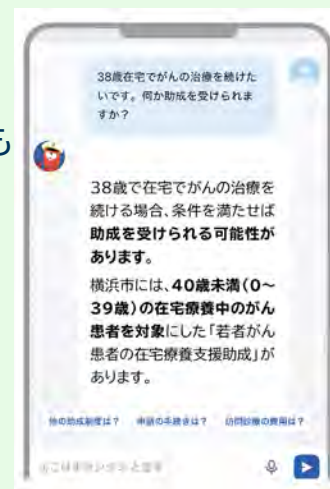 38歳在宅でがんの治療を続けた
いです。何か助成を受けられま
すか?
も
38歳で在宅でがんの治療を
続ける場合、条件を満たせば
助成を受けられる可能性が
あります。
横浜市には、40歳未満(0〜
39歳)の在宅療養中のがん
患者を対象にした「若者がん
患者の在宅療養支援助成」が
あります。
他の助成制度は? 申請の手続きは? 訪問診療の費用は?